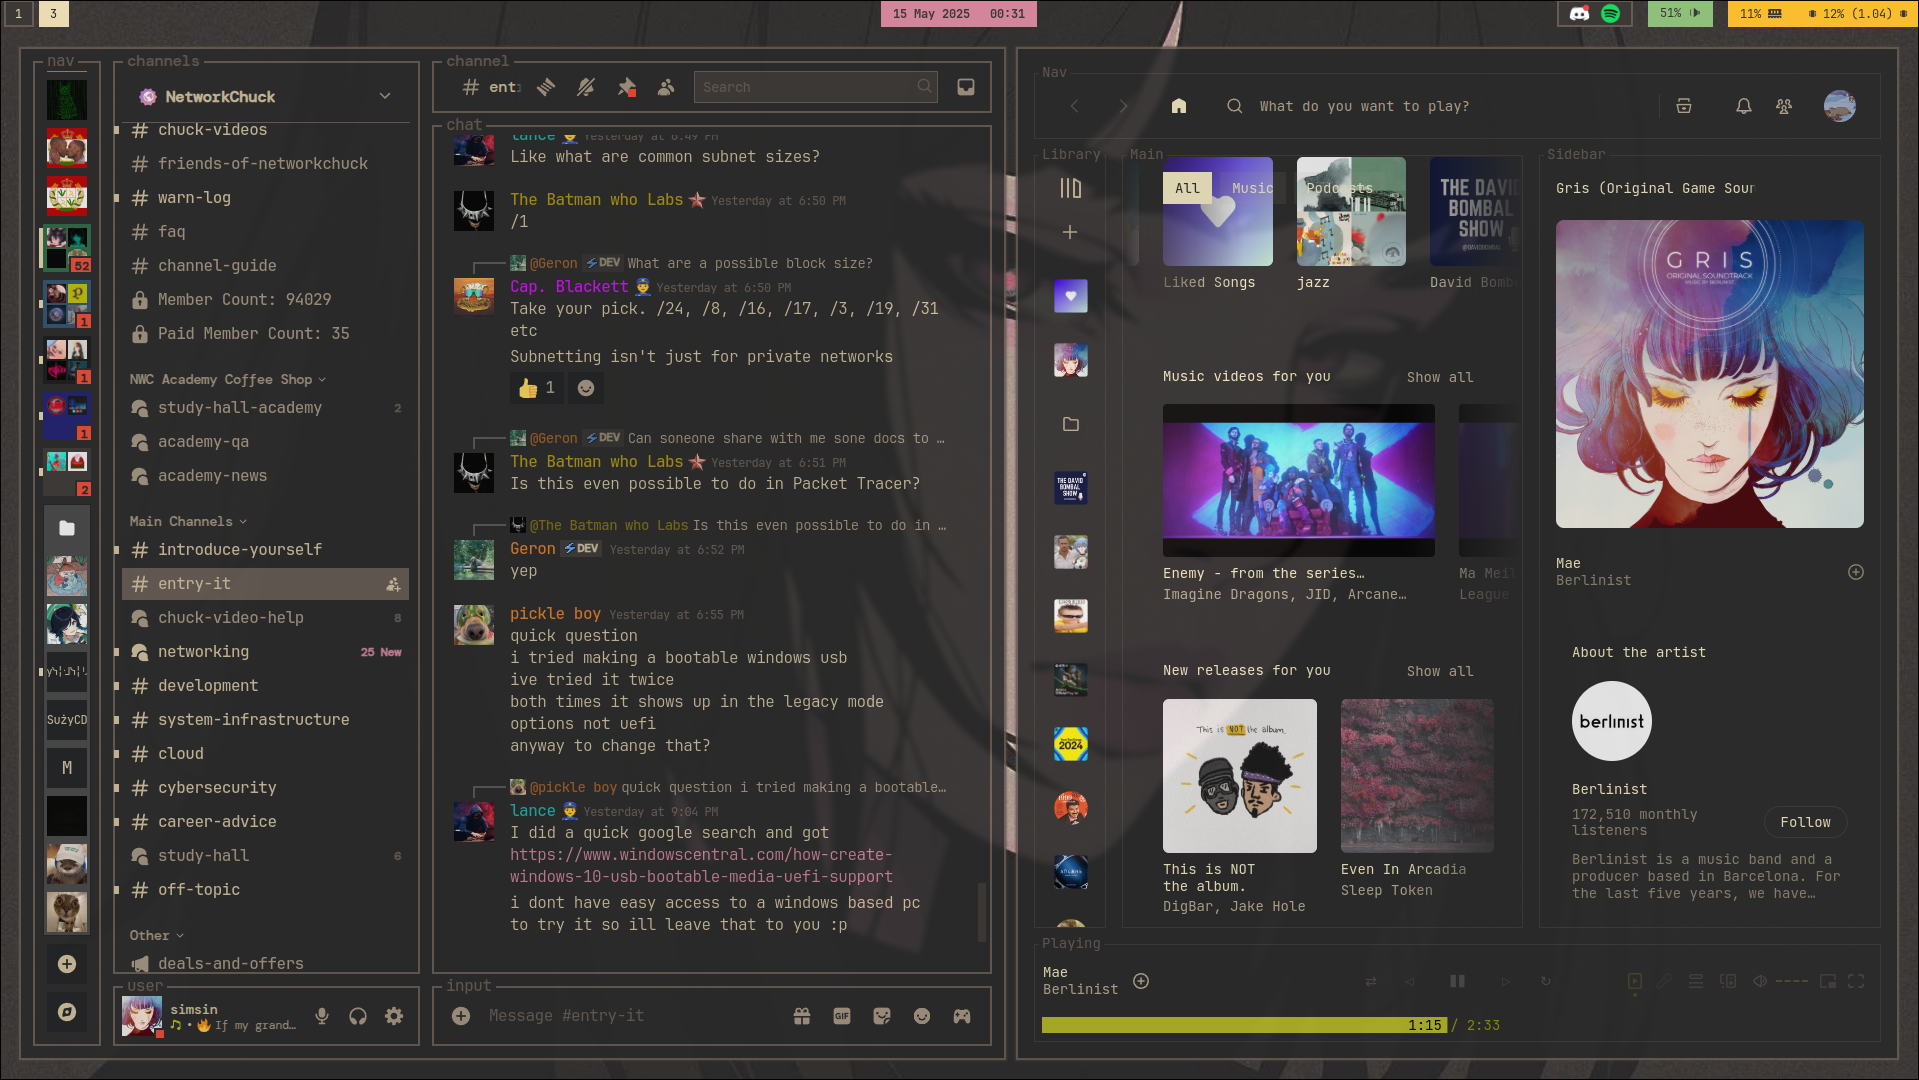 1
3
15 May 2025 00:31
51%
11%
12% (1.04)
nav
52
1
1
1
2
SużyCD
M
channels
NetworkChuck
chuck-videos
friends-of-networkchuck
warn-log
faq
channel-guide
Member Count: 94029
Paid Member Count: 35
NWC Academy Coffee Shop
study-hall-academy 2
academy-qa
academy-news
Main Channels
introduce-yourself
entry-it
chuck-video-help 8
networking 25 New
development
system-infrastructure
cloud
cybersecurity
career-advice
study-hall 6
off-topic
Other
deals-and-offers
user
simsin
If my grand…
channel
Search
chat
lance Yesterday at 6:49 PM
Like what are common subnet sizes?
The Batman who Labs Yesterday at 6:50 PM
/1
@Geron DEV What are a possible block size?
Cap. Blackett Yesterday at 6:50 PM
Take your pick. /24, /8, /16, /17, /3, /19, /31
etc
Subnetting isn't just for private networks
1
@Geron DEV Can soneone share with me sone docs to …
The Batman who Labs Yesterday at 6:51 PM
Is this even possible to do in Packet Tracer?
@The Batman who Labs Is this even possible to do in …
Geron DEV Yesterday at 6:52 PM
yep
pickle boy Yesterday at 6:55 PM
quick question
i tried making a bootable windows usb
ive tried it twice
both times it shows up in the legacy mode
options not uefi
anyway to change that?
@pickle boy quick question i tried making a bootable…
lance Yesterday at 9:04 PM
I did a quick google search and got
https://www.windowscentral.com/how-create-
windows-10-usb-bootable-media-uefi-support
i dont have easy access to a windows based pc
to try it so ill leave that to you :p
input
Message #entry-it
GIF
Nav
What do you want to play?
Library
THE DAVID
BOMBAL
SHOW
2024
Main
All
Music
Podcasts
THE DAVID
BOMBAL
SHOW
@DAVIDBOMBAL
Liked Songs
jazz
David Bomb
Music videos for you
Show all
Enemy - from the series…
Imagine Dragons, JID, Arcane…
Ma Meil
League
New releases for you
Show all
This is NOT the album.
This is NOT
the album.
DigBar, Jake Hole
Even In Arcadia
Sleep Token
Sidebar
Gris (Original Game Soun
GRIS
ORIGINAL SOUNDTRACK
MUSIC BY BERLINIST
Mae
Berlinist
About the artist
berlinist
Berlinist
172,510 monthly
listeners
Follow
Berlinist is a music band and a
producer based in Barcelona. For
the last five years, we have…
Playing
Mae
Berlinist
1:15 / 2:33